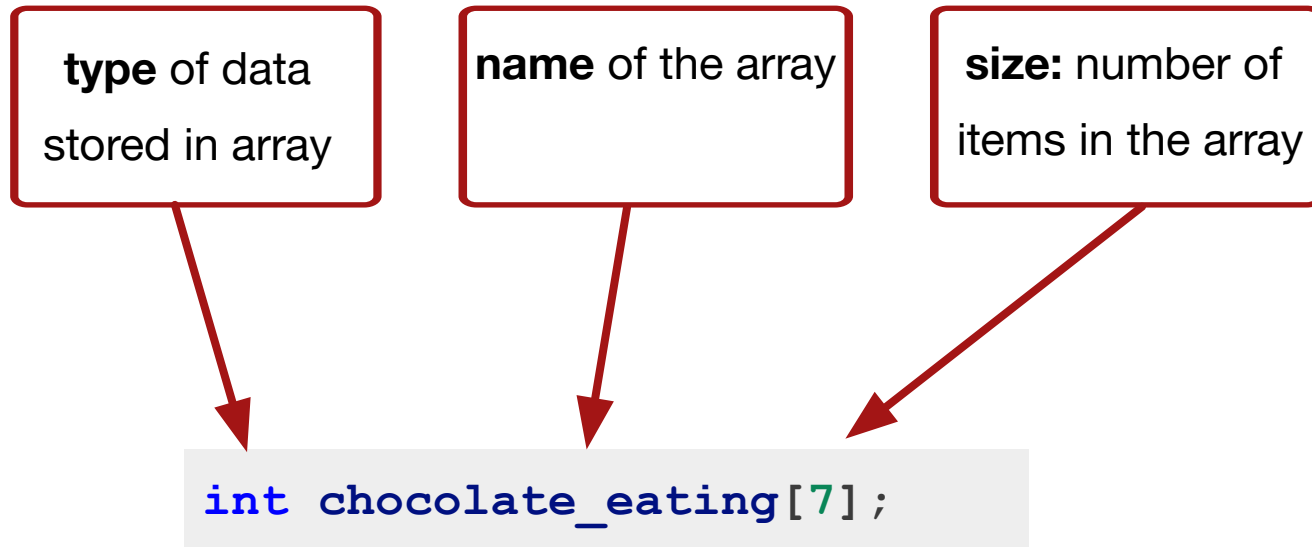 type of data
stored in array
name of the array
size: number of
items in the array
int chocolate_eating[7];